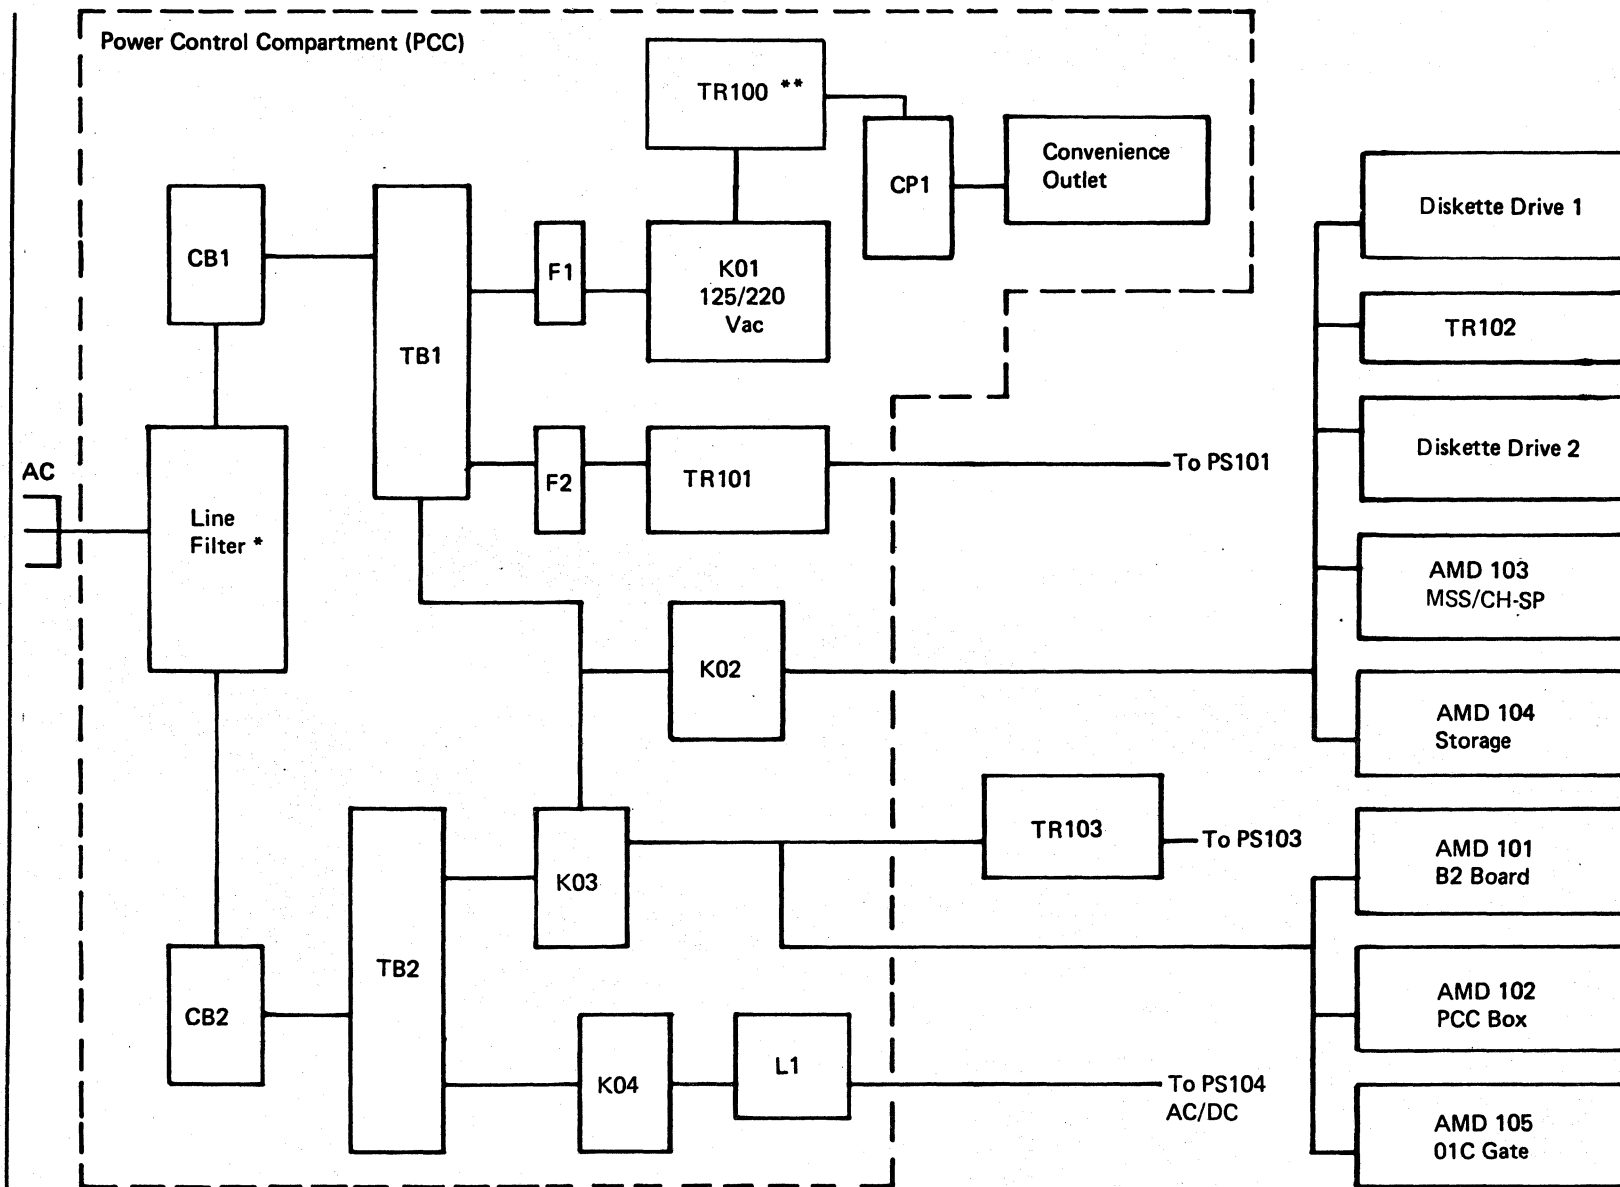 Power Control Compartment (PCC)
TR100 **
CP1
Convenience
Outlet
Diskette Drive 1
CB1
F1
K01
125/220
Vac
TB1
TR102
Diskette Drive 2
AC
F2
TR101
To PS101
Line
Filter *
AMD 103
MSS/CH-SP
K02
AMD 104
Storage
TR103
To PS103
AMD 101
B2 Board
K03
TB2
CB2
AMD 102
PCC Box
K04
L1
To PS104
AC/DC
AMD 105
01C Gate